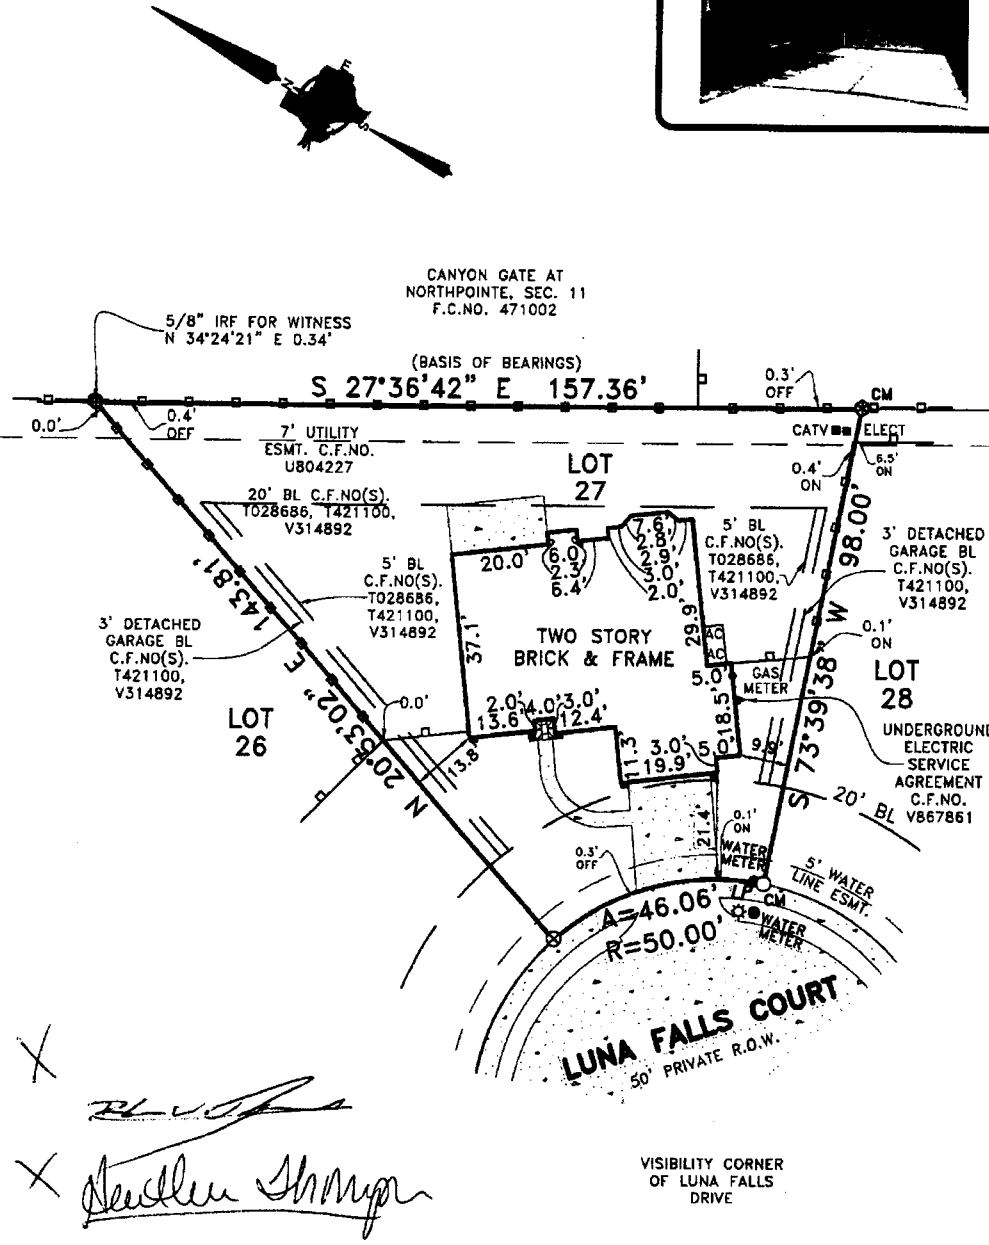 N
E
S
W
CANYON GATE AT
NORTHPOINTE, SEC. 11
F.C.NO. 471002
5/8" IRF FOR WITNESS
N 34°24'21" E 0.34'
(BASIS OF BEARINGS)
S 27°36'42" E 157.36'
0.3'
OFF
CM
0.0'
0.4'
OFF
CATV
ELECT
7' UTILITY
ESMT. C.F.NO.
U804227
LOT
27
0.4'
ON
6.5'
ON
20' BL C.F.NO(S).
T028686, T421100,
V314892
5' BL
C.F.NO(S).
T028686,
T421100,
V314892
5' BL
C.F.NO(S).
T028686,
T421100,
V314892
3' DETACHED
GARAGE BL
C.F.NO(S).
T421100,
V314892
3' DETACHED
GARAGE BL
C.F.NO(S).
T421100,
V314892
N 20°53'02" E 143.81'
S 73°39'38" W 98.00'
20.0'
6.0'
2.3'
6.4'
7.6'
2.8'
2.9'
3.0'
2.0'
37.1'
29.9'
TWO STORY
BRICK & FRAME
AC
AC
0.1'
ON
5.0'
GAS
METER
LOT
28
LOT
26
0.0'
2.0'
4.0'
3.0'
13.6'
12.4'
18.5'
13.8'
11.3'
3.0'
5.0'
19.9'
9.9'
UNDERGROUND
ELECTRIC
SERVICE
AGREEMENT
C.F.NO.
V867861
20' BL
21.4'
0.1'
ON
WATER
METER
0.3'
OFF
5' WATER
LINE ESMT.
CM
A=46.06'
R=50.00'
WATER
METER
LUNA FALLS COURT
50' PRIVATE R.O.W.
X
X
VISIBILITY CORNER
OF LUNA FALLS
DRIVE